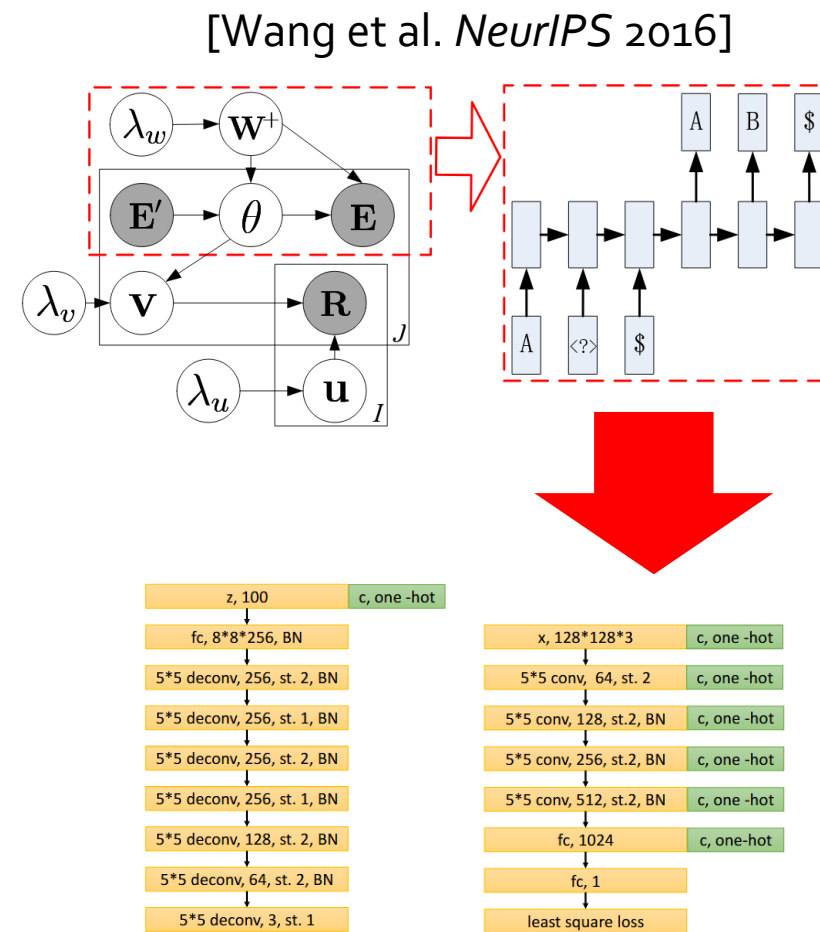 [Wang et al. NeurIPS 2016]
λ_w W⁺
E′ θ E
λ_v v R
J
λ_u u
I
A B $
A <?> $
z, 100 c, one -hot
fc, 8*8*256, BN
5*5 deconv, 256, st. 2, BN
5*5 deconv, 256, st. 1, BN
5*5 deconv, 256, st. 2, BN
5*5 deconv, 256, st. 1, BN
5*5 deconv, 128, st. 2, BN
5*5 deconv, 64, st. 2, BN
5*5 deconv, 3, st. 1
x, 128*128*3 c, one -hot
5*5 conv, 64, st. 2 c, one -hot
5*5 conv, 128, st.2, BN c, one -hot
5*5 conv, 256, st.2, BN c, one -hot
5*5 conv, 512, st.2, BN c, one -hot
fc, 1024 c, one-hot
fc, 1
least square loss